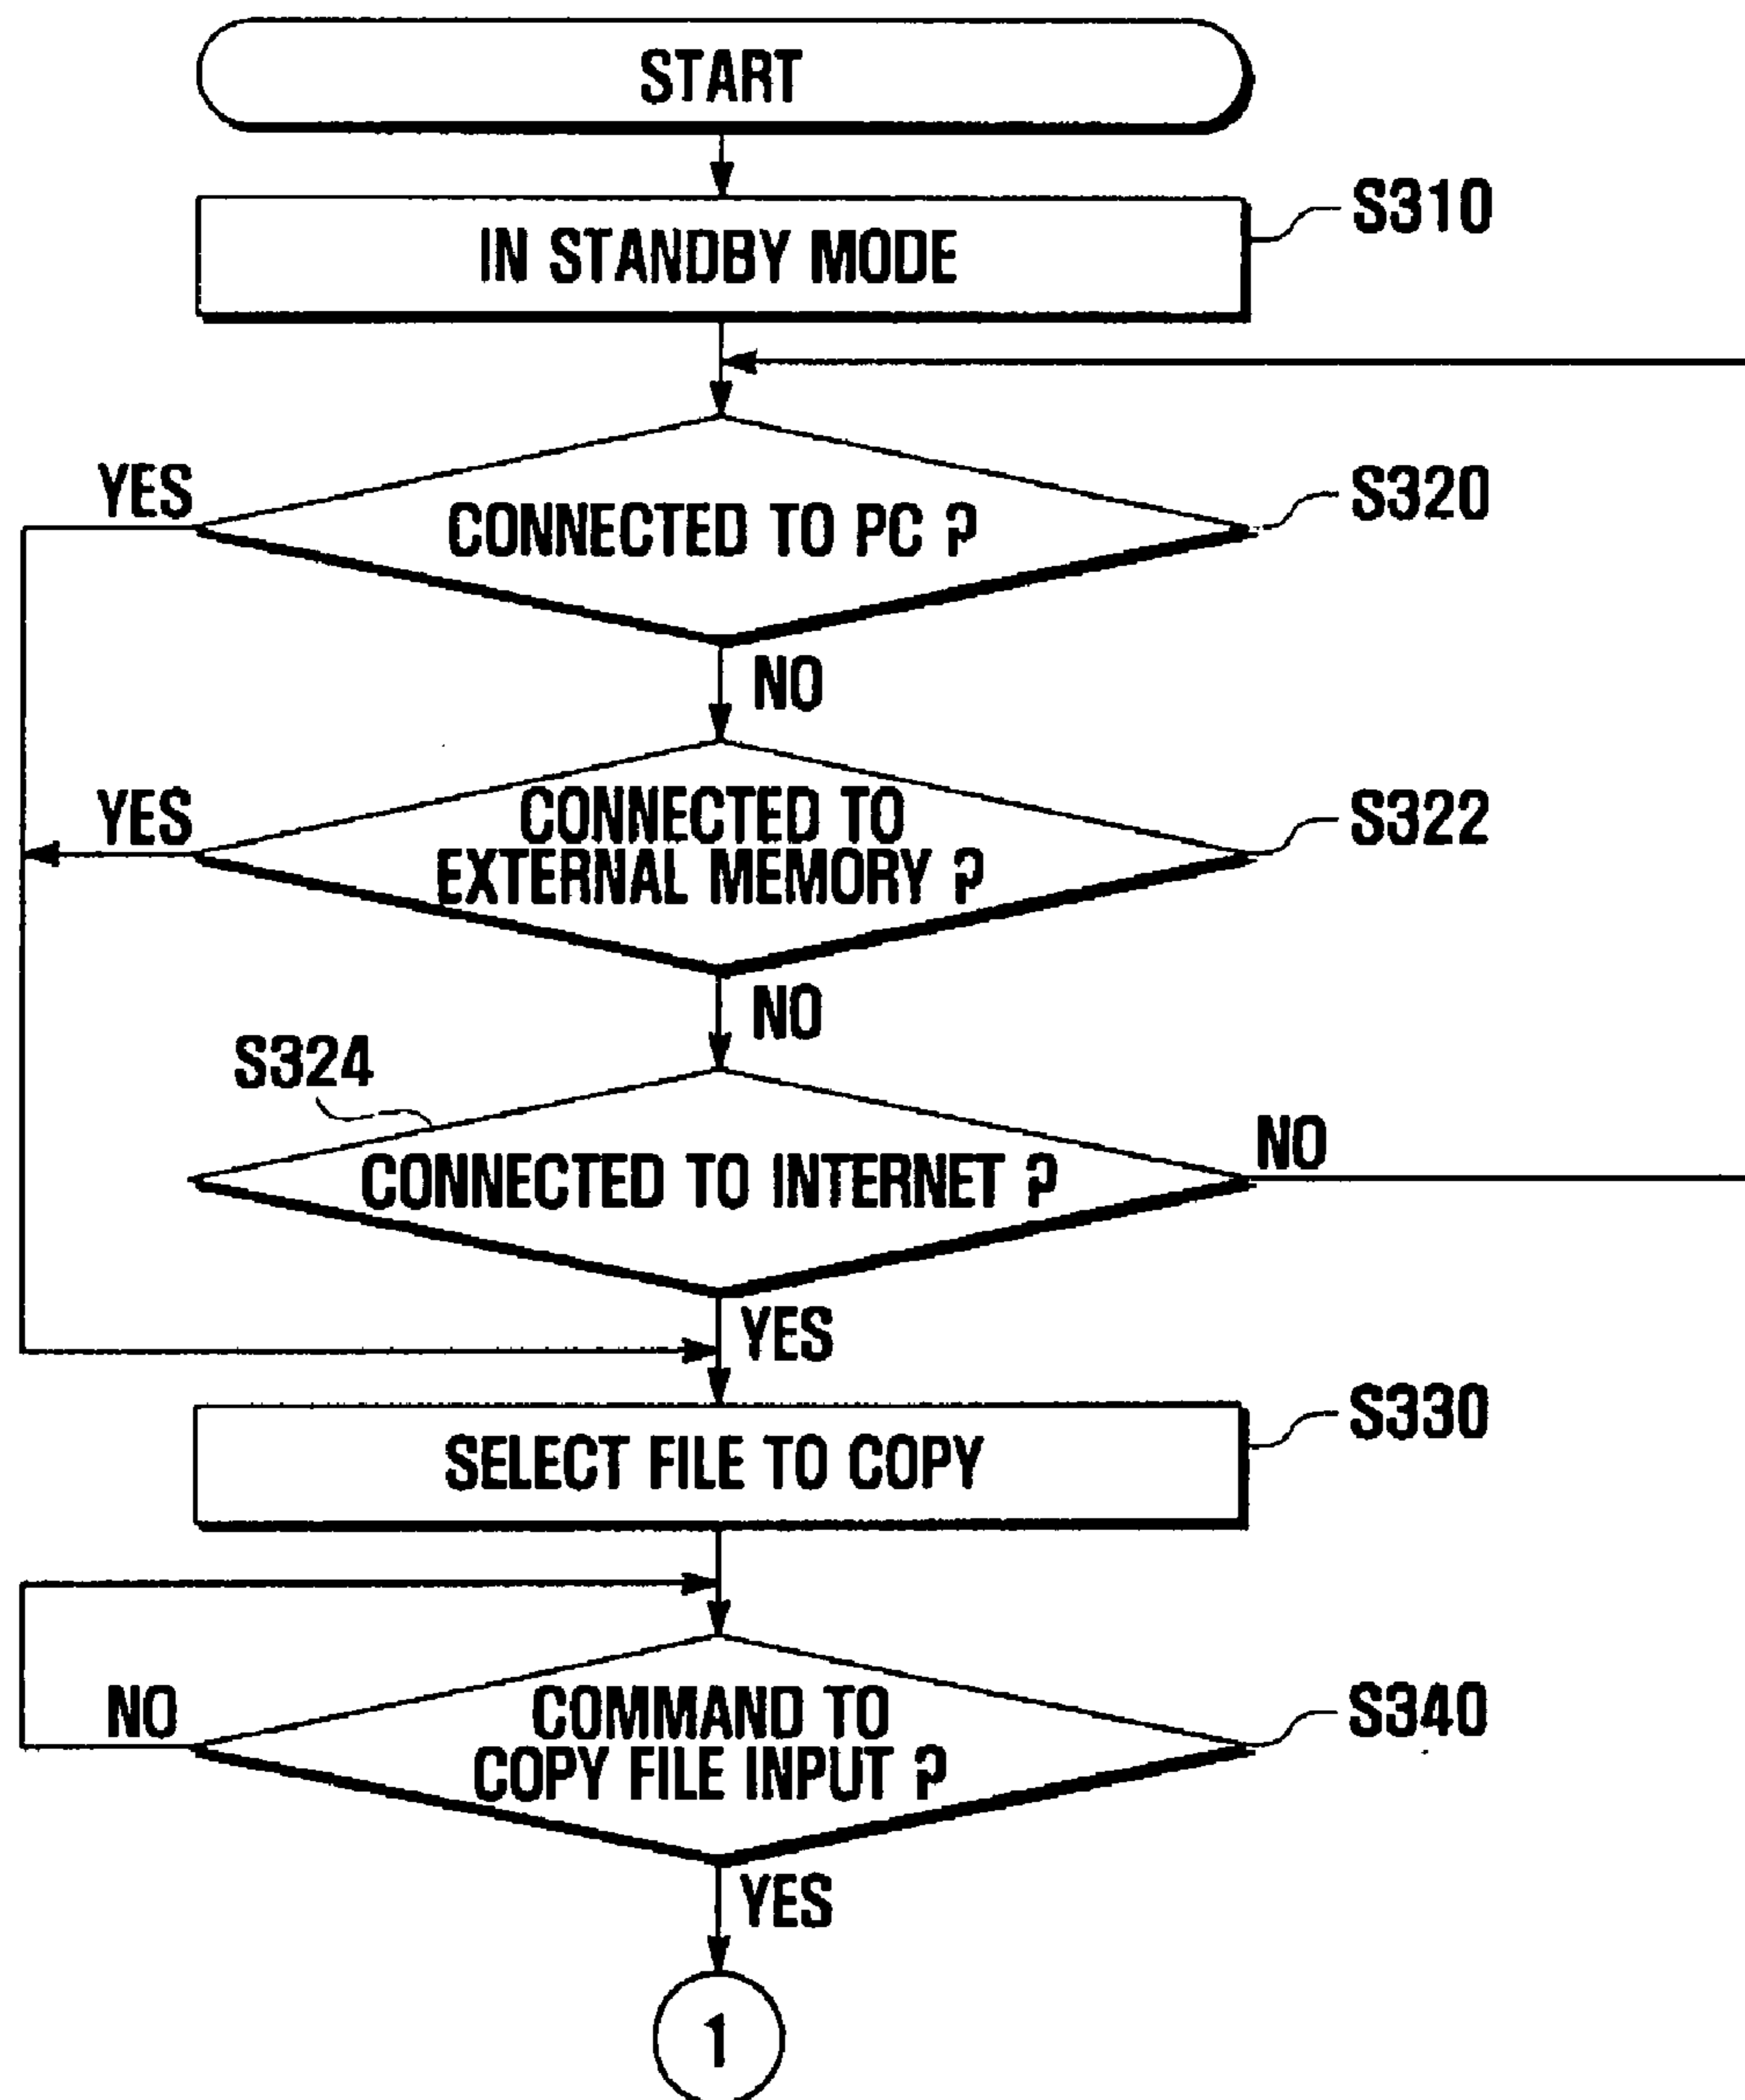 START
IN STANDBY MODE
S310
YES
CONNECTED TO PC ?
S320
NO
YES
CONNECTED TO
EXTERNAL MEMORY ?
S322
NO
S324
CONNECTED TO INTERNET ?
NO
YES
SELECT FILE TO COPY
S330
NO
COMMAND TO
COPY FILE INPUT ?
S340
YES
1